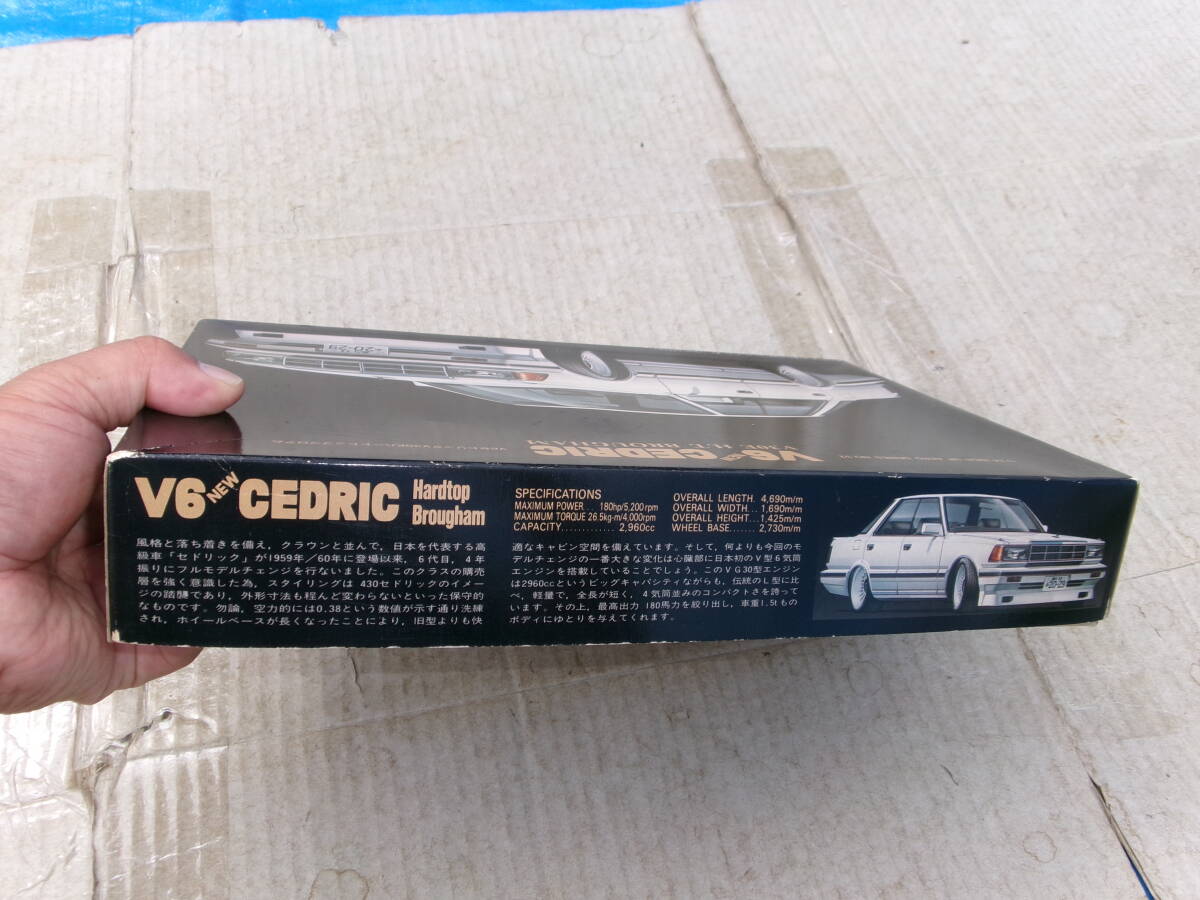 V6 NEW CEDRIC Hardtop Brougham
SPECIFICATIONS
MAXIMUM POWER... 180hp/5,200rpm
MAXIMUM TORQUE 26.5kg-m/4,000rpm
CAPACITY............ 2,960cc
OVERALL LENGTH. 4,690m/m
OVERALL WIDTH... 1,690m/m
OVERALL HEIGHT... 1,425m/m
WHEEL BASE....... 2,730m/m
風格と落ち着きを備え，クラウンと並んで，日本を代表する高
級車「セドリック」が1959年／60年に登場以来，6代目，4年
振りにフルモデルチェンジを行ないました。このクラスの購売
層を強く意識した為，スタイリングは430セドリックのイメー
ジの踏襲であり，外形寸法も程んど変わらないといった保守的
なものです。勿論，空力的には0.38という数値が示す通り洗練
され，ホイールベースが長くなったことにより，旧型よりも快
適なキャビン空間を備えています。そして，何よりも今回のモ
デルチェンジの一番大きな変化は心臓部に日本初のV型6気筒
エンジンを搭載していることでしょう。このVG30型エンジン
は2960ccというビッグキャパシティながらも，伝統のL型に比
べ，軽量で，全長が短く，4気筒並みのコンパクトさを誇って
います。その上，最高出力180馬力を絞り出し，車重1.5tもの
ボディにゆとりを与えてくれます。
V6 CEDRIC
V30E H.T. BROUGHAM
20-29
20-29